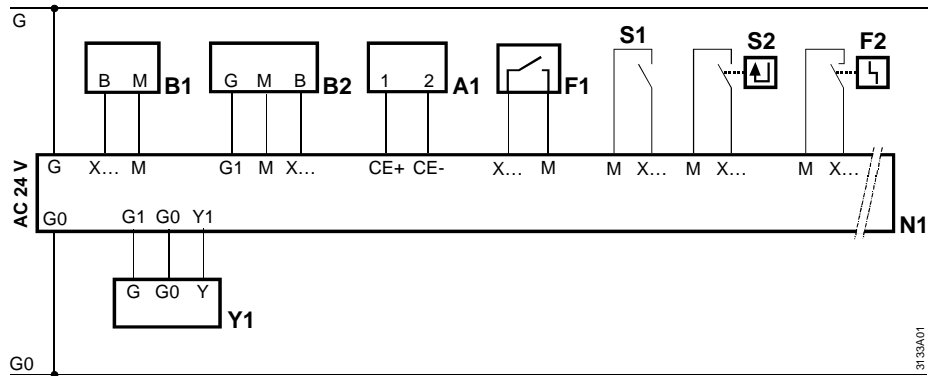 G
S1
S2
F2
B M
B1
G M B
B2
1 2
A1
F1
AC 24 V
G X... M G1 M X... CE+ CE- X... M M X... M X... M X...
G0 G1 G0 Y1
N1
G G0 Y
Y1
G0
3133A01